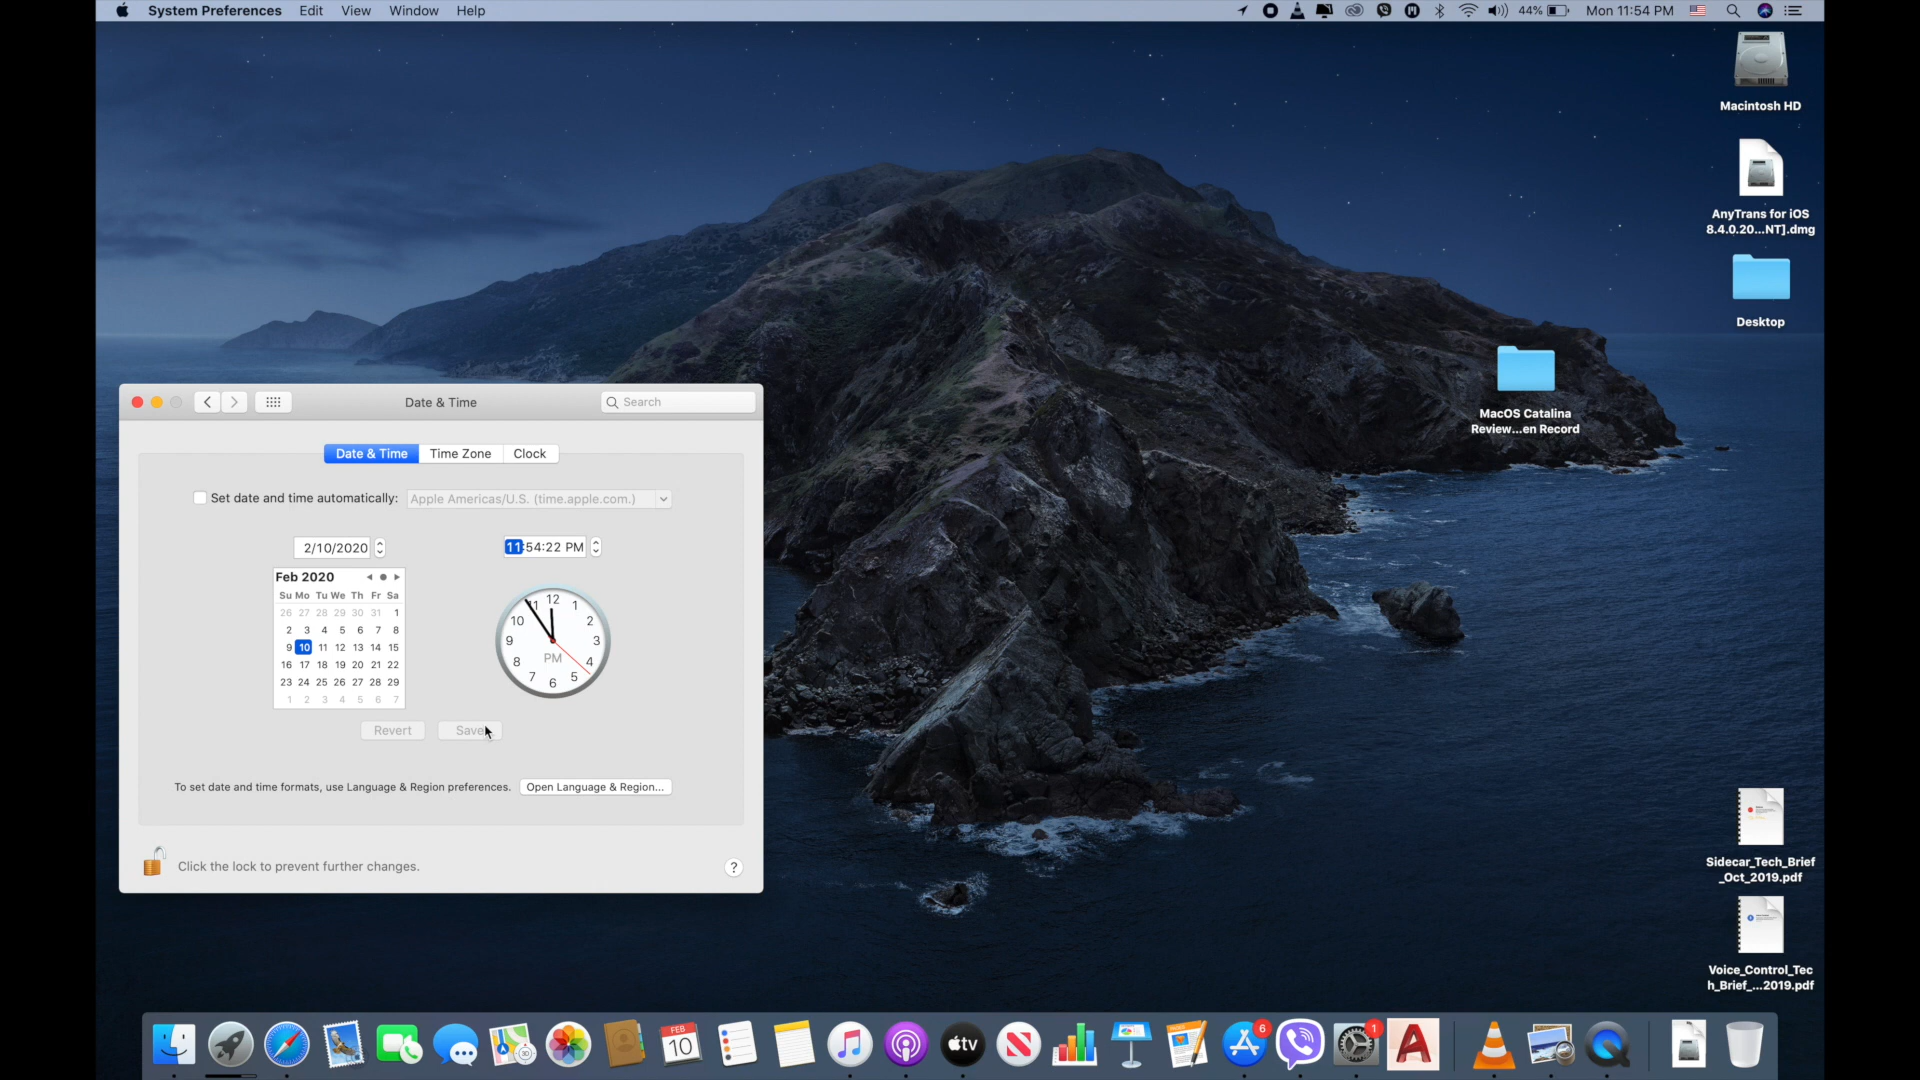 System Preferences Edit View Window Help
44% Mon 11:54 PM
Macintosh HD
AnyTrans for iOS
8.4.0.20...NT].dmg
Desktop
MacOS Catalina
Review...en Record
Date & Time
Search
Date & Time Time Zone Clock
Set date and time automatically: Apple Americas/U.S. (time.apple.com.)
2/10/2020
11:54:22 PM
Feb 2020
Su Mo Tu We Th Fr Sa
26 27 28 29 30 31 1
2 3 4 5 6 7 8
9 10 11 12 13 14 15
16 17 18 19 20 21 22
23 24 25 26 27 28 29
1 2 3 4 5 6 7
12 1 2 3 4 5 6 7 8 9 10 11
PM
Revert Save
To set date and time formats, use Language & Region preferences. Open Language & Region...
Click the lock to prevent further changes.
?
Sidecar_Tech_Brief
_Oct_2019.pdf
Voice_Control_Tec
h_Brief_...2019.pdf
FEB
10
tv
6
1